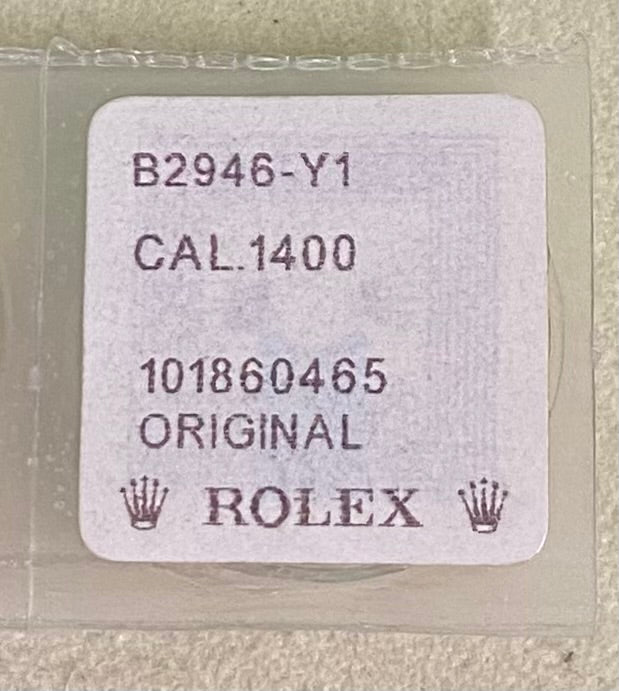 B2946-Y1
CAL.1400
101860465
ORIGINAL
ROLEX